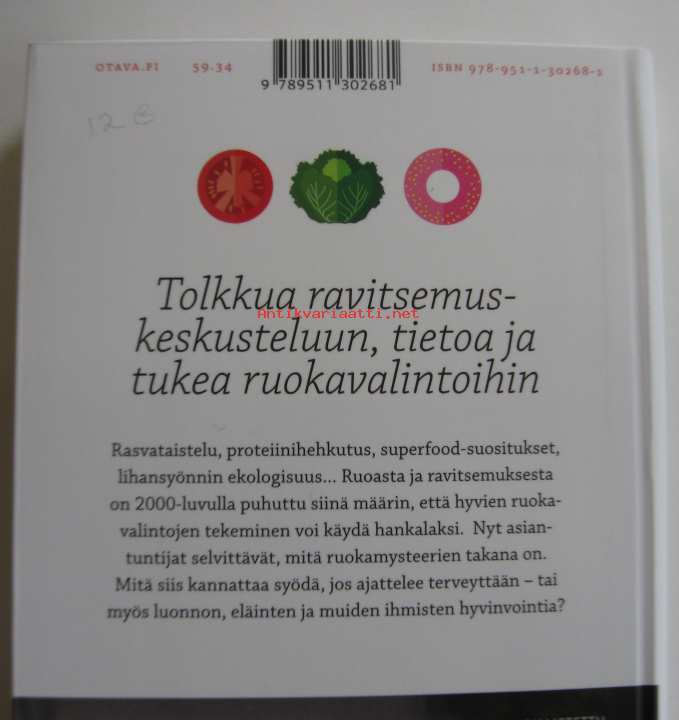 OTAVA.FI 59.34 ISBN 978-951-1-30268-1
9 789511 302681
12 €
Tolkkua ravitsemus-
Antikvariaatti.net
keskusteluun, tietoa ja
tukea ruokavalintoihin
Rasvataistelu, proteiinihehkutus, superfood-suositukset,
lihansyönnin ekologisuus... Ruoasta ja ravitsemuksesta
on 2000-luvulla puhuttu siinä määrin, että hyvien ruoka-
valintojen tekeminen voi käydä hankalaksi. Nyt asian-
tuntijat selvittävät, mitä ruokamysteerien takana on.
Mitä siis kannattaa syödä, jos ajattelee terveyttään – tai
myös luonnon, eläinten ja muiden ihmisten hyvinvointia?